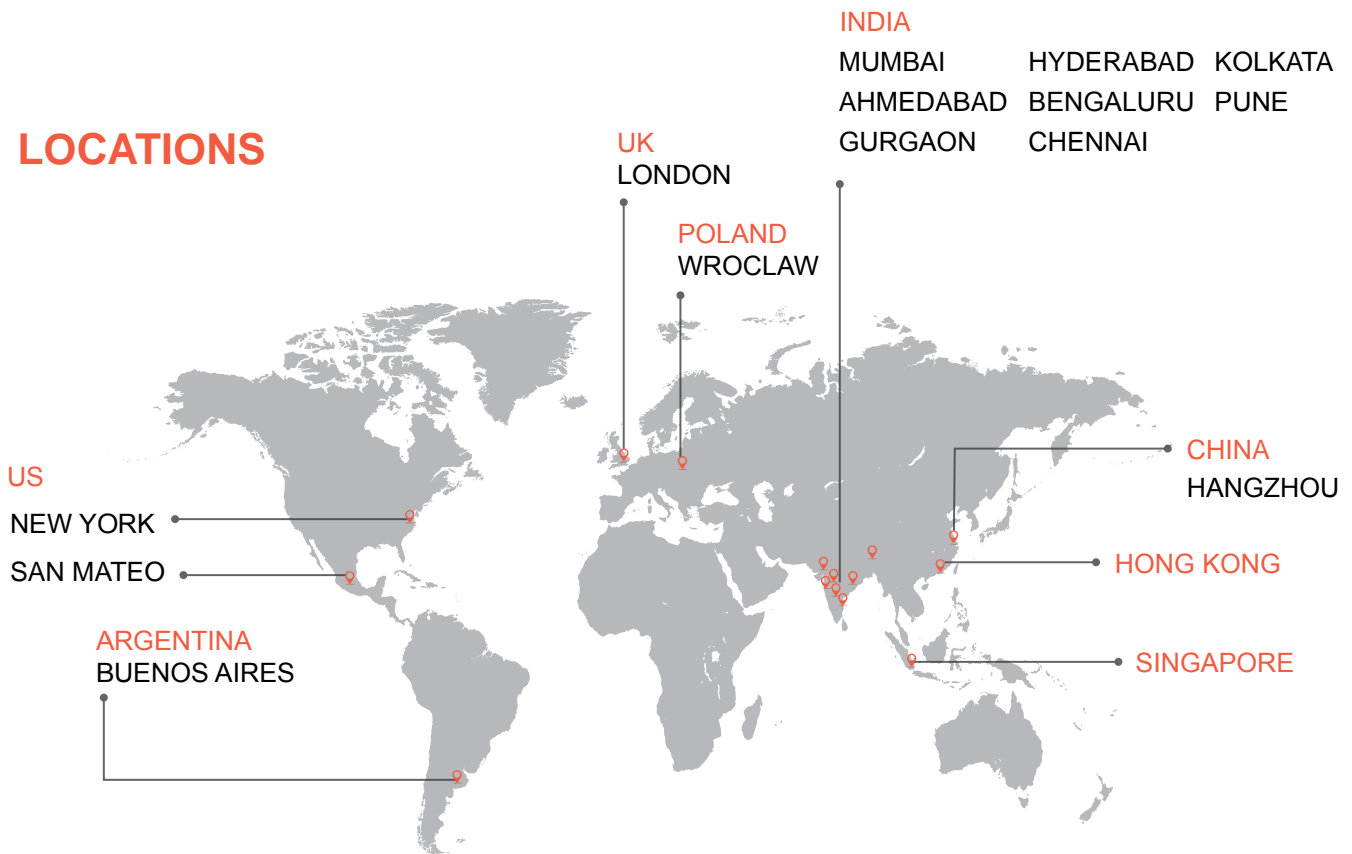 LOCATIONS
INDIA
MUMBAI HYDERABAD KOLKATA
AHMEDABAD BENGALURU PUNE
GURGAON CHENNAI
UK
LONDON
POLAND
WROCLAW
US
NEW YORK
SAN MATEO
ARGENTINA
BUENOS AIRES
CHINA
HANGZHOU
HONG KONG
SINGAPORE